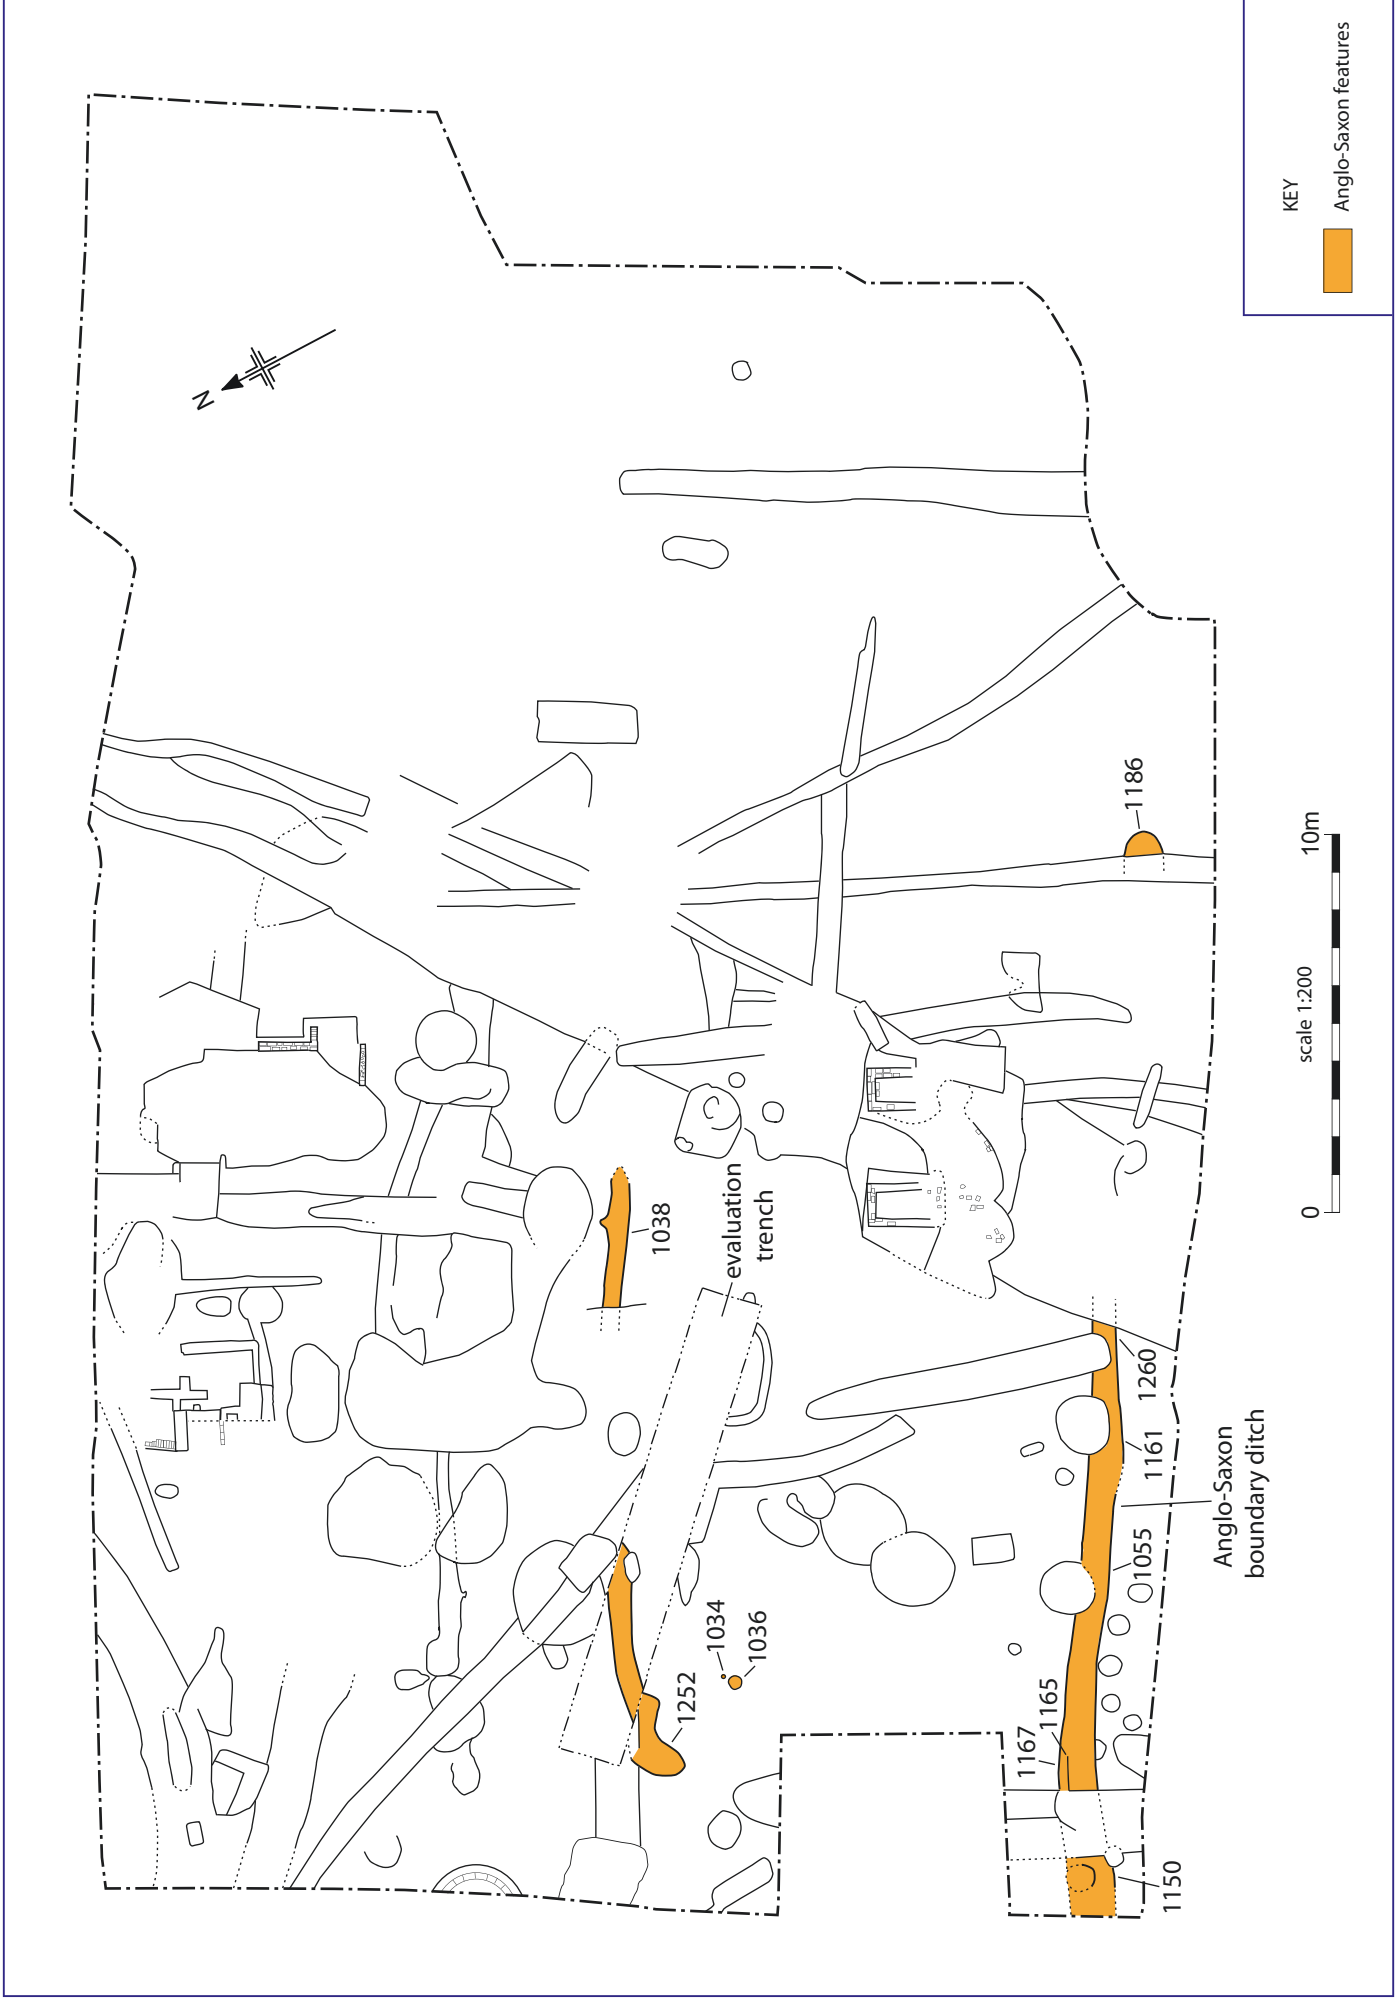 KEY
Anglo-Saxon features
N
1186
10m
scale 1:200
0
1038
evaluation
trench
1260
1161
Anglo-Saxon
boundary ditch
1055
1034
1036
1252
1165
1167
1150